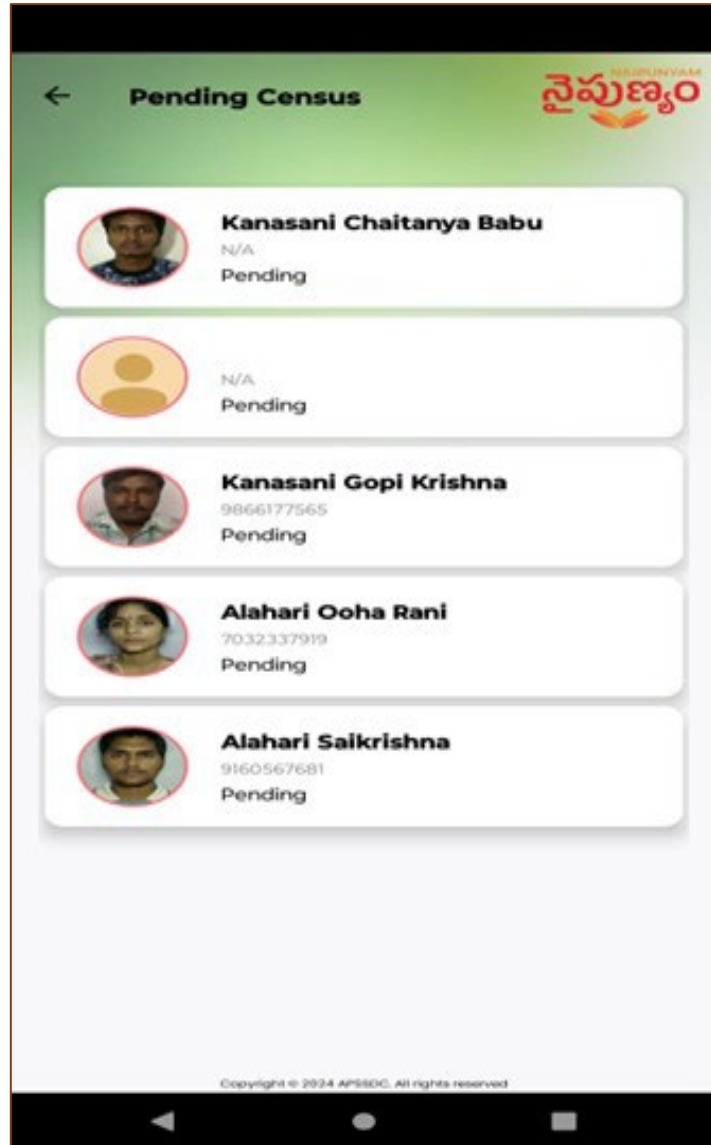 NAIPUNYAM
← Pending Census
నైపుణ్యం
Kanasani Chaitanya Babu
N/A
Pending
N/A
Pending
Kanasani Gopi Krishna
9866177565
Pending
Alahari Ooha Rani
7032337919
Pending
Alahari Saikrishna
9160567681
Pending
Copyright © 2024 APSSDC. All rights reserved